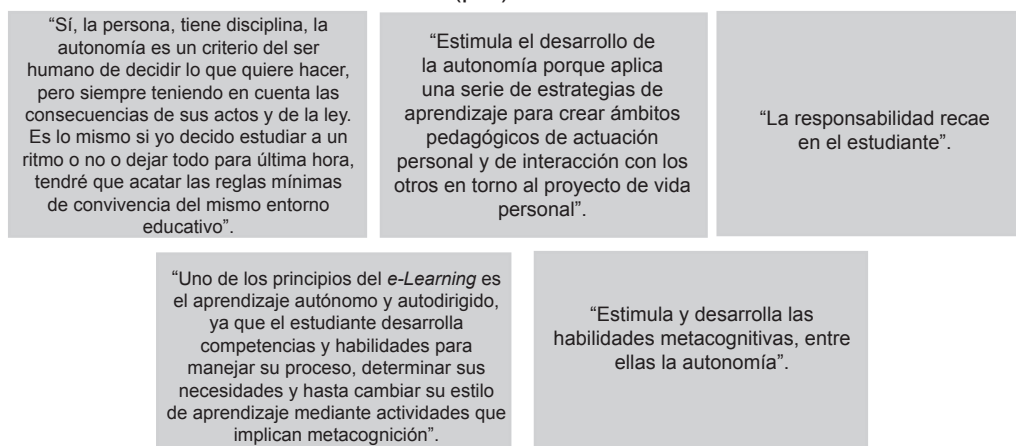 “Sí, la persona, tiene disciplina, la
autonomía es un criterio del ser
humano de decidir lo que quiere hacer,
pero siempre teniendo en cuenta las
consecuencias de sus actos y de la ley.
Es lo mismo si yo decido estudiar a un
ritmo o no o dejar todo para última hora,
tendré que acatar las reglas mínimas
de convivencia del mismo entorno
educativo”.
“Estimula el desarrollo de
la autonomía porque aplica
una serie de estrategias de
aprendizaje para crear ámbitos
pedagógicos de actuación
personal y de interacción con los
otros en torno al proyecto de vida
personal”.
“La responsabilidad recae
en el estudiante”.
“Uno de los principios del e-Learning es
el aprendizaje autónomo y autodirigido,
ya que el estudiante desarrolla
competencias y habilidades para
manejar su proceso, determinar sus
necesidades y hasta cambiar su estilo
de aprendizaje mediante actividades que
implican metacognición”.
“Estimula y desarrolla las
habilidades metacognitivas, entre
ellas la autonomía”.